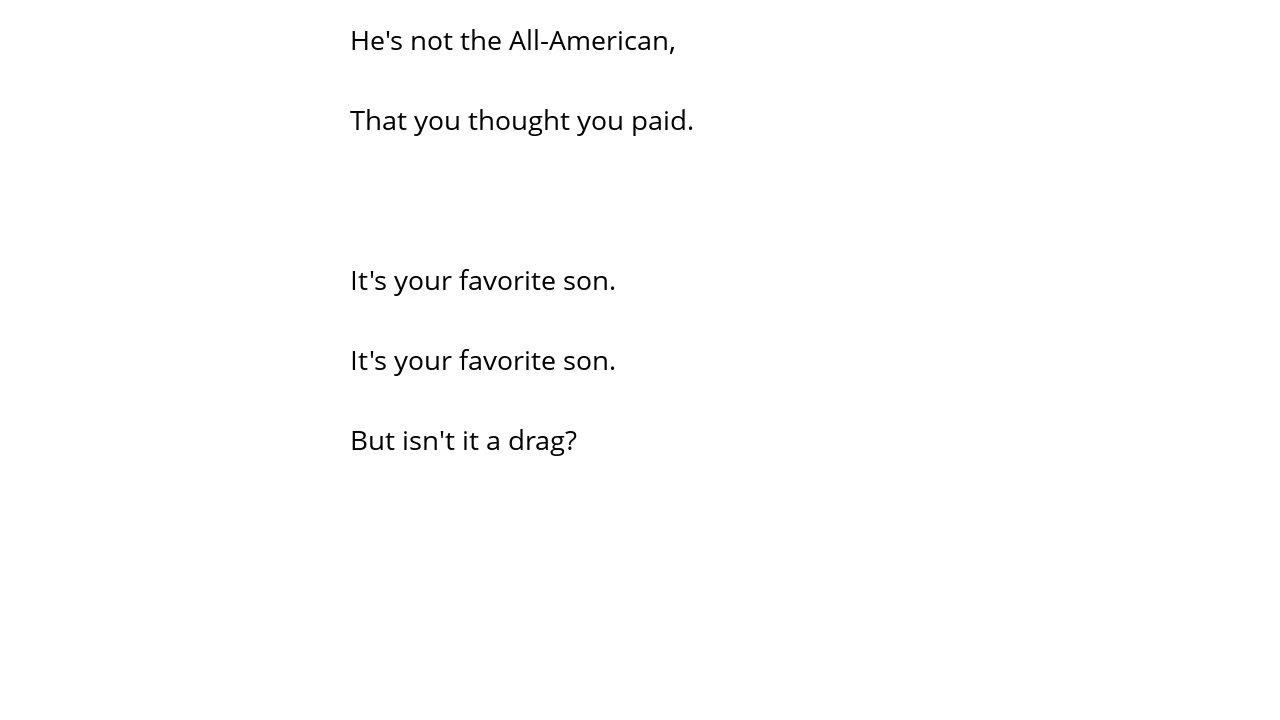 He's not the All-American,
That you thought you paid.
It's your favorite son.
It's your favorite son.
But isn't it a drag?